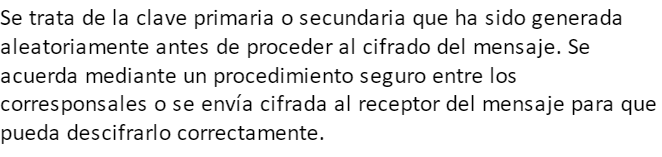 Se trata de la clave primaria o secundaria que ha sido generada
aleatoriamente antes de proceder al cifrado del mensaje. Se
acuerda mediante un procedimiento seguro entre los
corresponsales o se envía cifrada al receptor del mensaje para que
pueda descifrarlo correctamente.